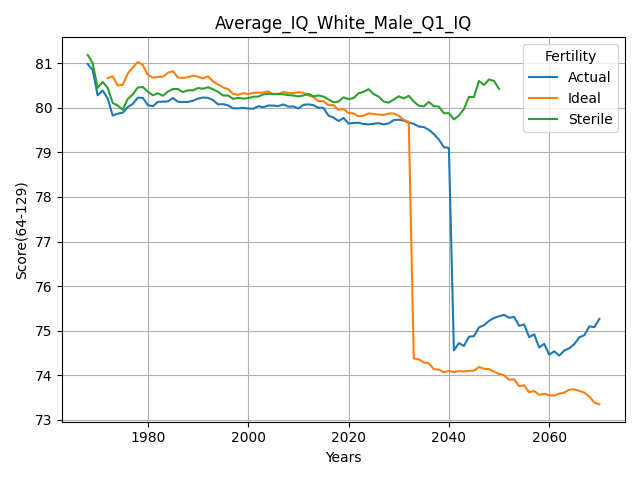 Average_IQ_White_Male_Q1_IQ
Fertility
Actual
Ideal
Sterile
Score(64-129)
81
80
79
78
77
76
75
74
73
1980
2000
2020
2040
2060
Years